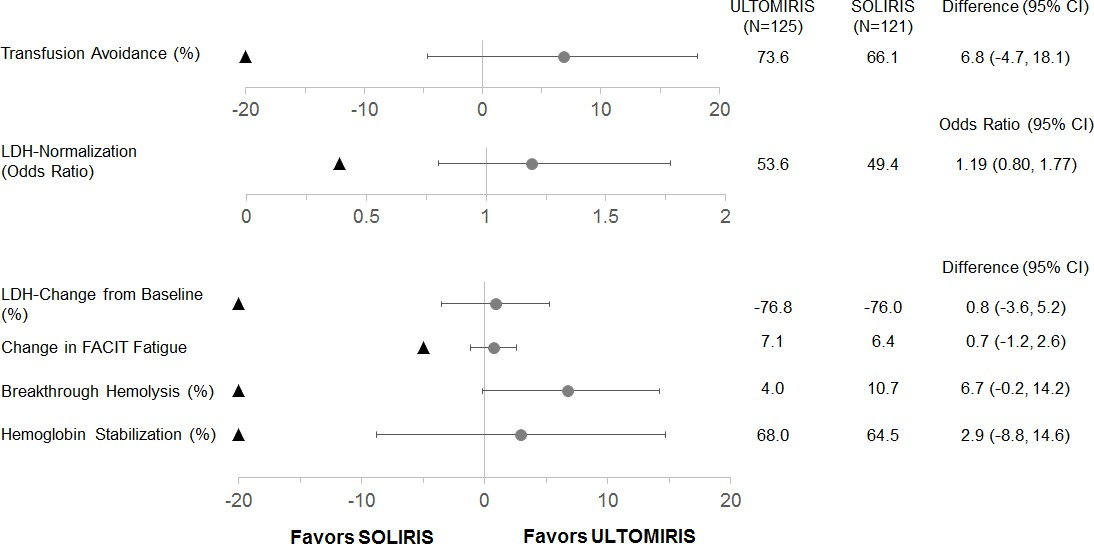 ULTOMIRIS SOLIRIS Difference (95% CI)
(N=125) (N=121)
Transfusion Avoidance (%) 73.6 66.1 6.8 (-4.7, 18.1)
-20 -10 0 10 20
Odds Ratio (95% CI)
LDH-Normalization
(Odds Ratio) 53.6 49.4 1.19 (0.80, 1.77)
0 0.5 1 1.5 2
Difference (95% CI)
LDH-Change from Baseline
(%) -76.8 -76.0 0.8 (-3.6, 5.2)
Change in FACIT Fatigue 7.1 6.4 0.7 (-1.2, 2.6)
Breakthrough Hemolysis (%) 4.0 10.7 6.7 (-0.2, 14.2)
Hemoglobin Stabilization (%) 68.0 64.5 2.9 (-8.8, 14.6)
-20 -10 0 10 20
Favors SOLIRIS Favors ULTOMIRIS